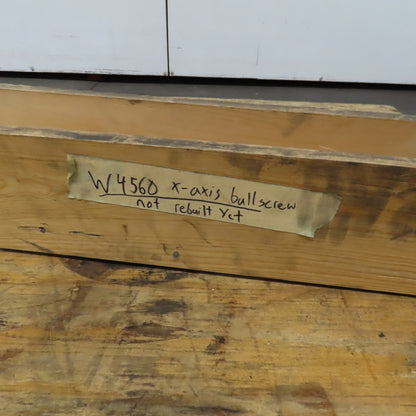 W4560 x-axis ballscrew
not rebuilt yet